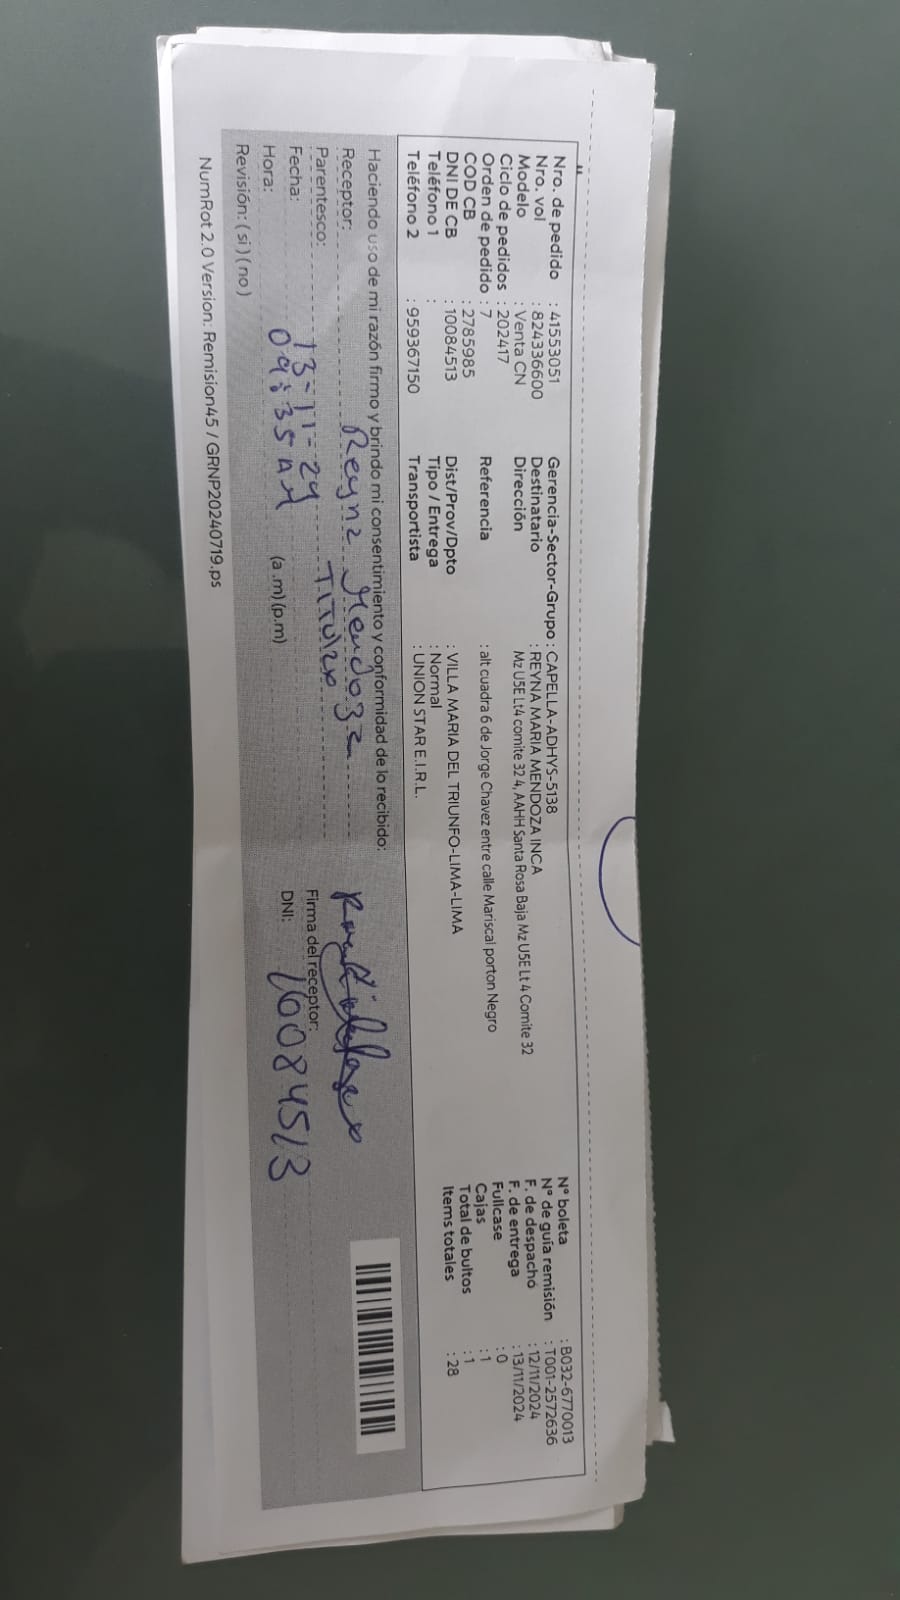 Nro. de pedido : 41553051 Gerencia-Sector-Grupo : CAPELLA-ADHYS-5138 N° boleta : B032-6770013
Nro. vol : 824336600 Destinatario : REYNA MARIA MENDOZA INCA N° de guía remisión : T001-2572636
Modelo : Venta CN Dirección Mz U5E Lt4 comite 32 4, AAHH Santa Rosa Baja Mz U5E Lt 4 Comite 32 F. de despacho : 12/11/2024
Ciclo de pedidos : 202417 F. de entrega : 13/11/2024
Orden de pedido : 7 Referencia : alt cuadra 6 de Jorge Chavez entre calle Mariscal porton Negro Fullcase : 0
COD CB : 2785985 Cajas : 1
DNI DE CB : 10084513 Dist/Prov/Dpto : VILLA MARIA DEL TRIUNFO-LIMA-LIMA Total de bultos : 1
Teléfono 1 : Tipo / Entrega : Normal Items totales : 28
Teléfono 2 : 959367150 Transportista : UNION STAR E.I.R.L.
Haciendo uso de mi razón firmo y brindo mi consentimiento y conformidad de lo recibido:
Receptor: Reyna Mendoza
Parentesco: Titular Firma del receptor:
Fecha: 13-11-24 DNI: 10084513
Hora: 09:35 AM (a.m)(p.m)
Revisión: (si) (no)
NumRot 2.0 Version: Remision45 / GRNP20240719.ps